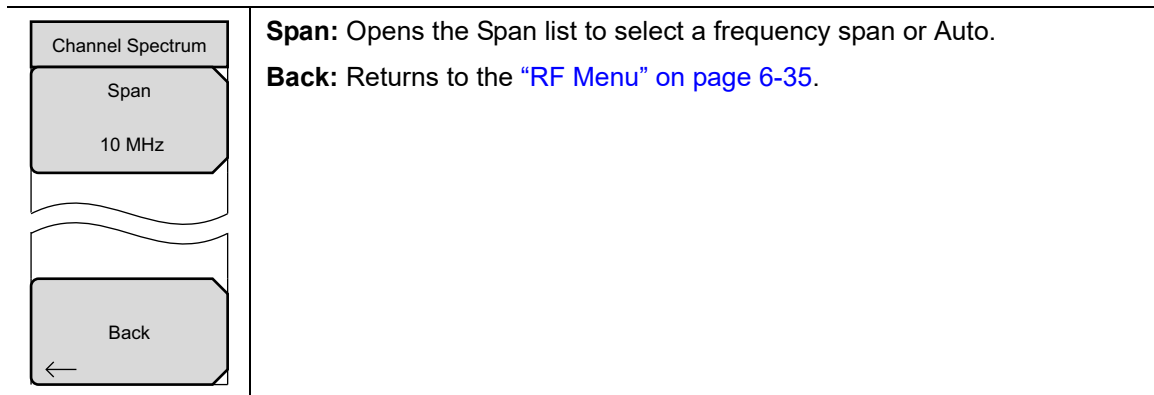 Channel Spectrum
Span
10 MHz
Back
Span: Opens the Span list to select a frequency span or Auto.
Back: Returns to the “RF Menu” on page 6-35.